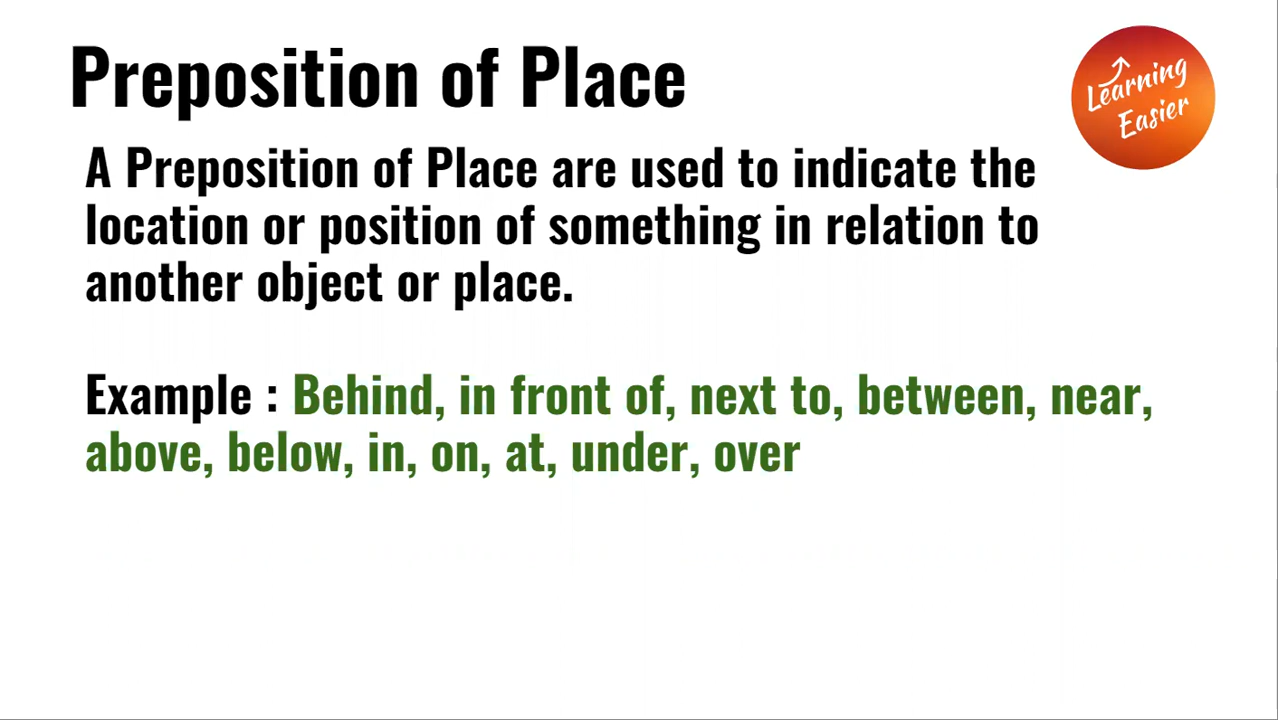 Preposition of Place
Learning
Easier
A Preposition of Place are used to indicate the
location or position of something in relation to
another object or place.
Example : Behind, in front of, next to, between, near,
above, below, in, on, at, under, over